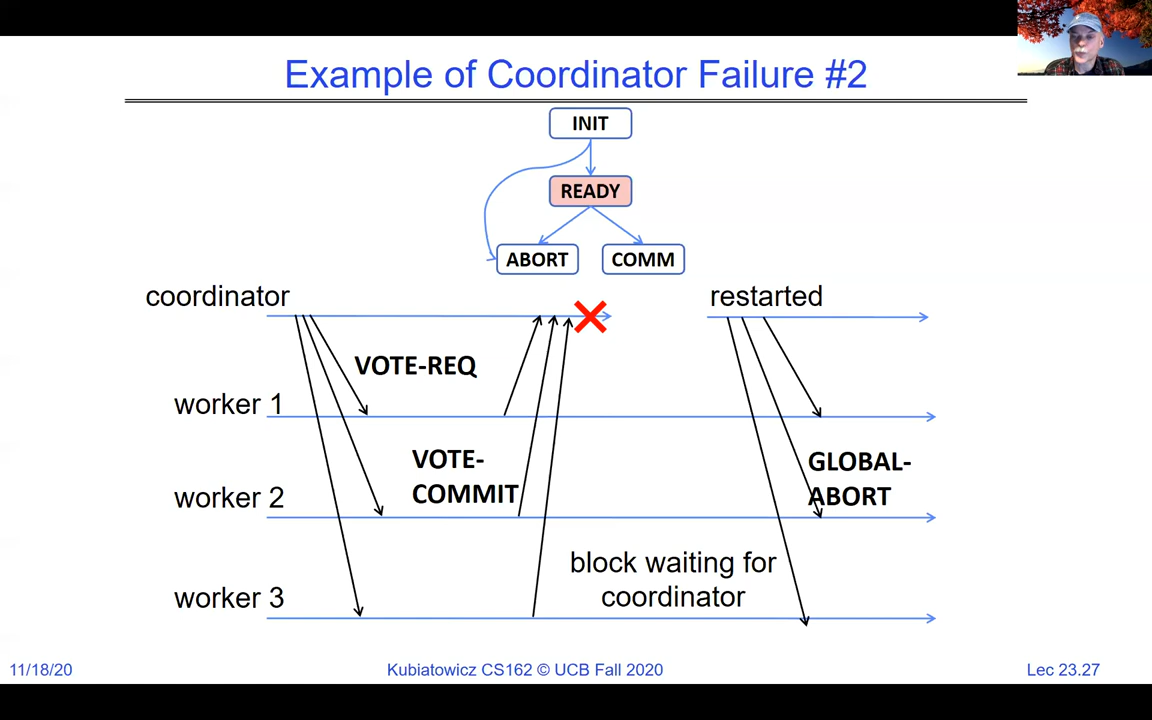 Example of Coordinator Failure #2
INIT
READY
ABORT
COMM
coordinator
restarted
VOTE-REQ
worker 1
VOTE-
COMMIT
GLOBAL-
ABORT
worker 2
block waiting for
coordinator
worker 3
11/18/20
Kubiatowicz CS162 © UCB Fall 2020
Lec 23.27